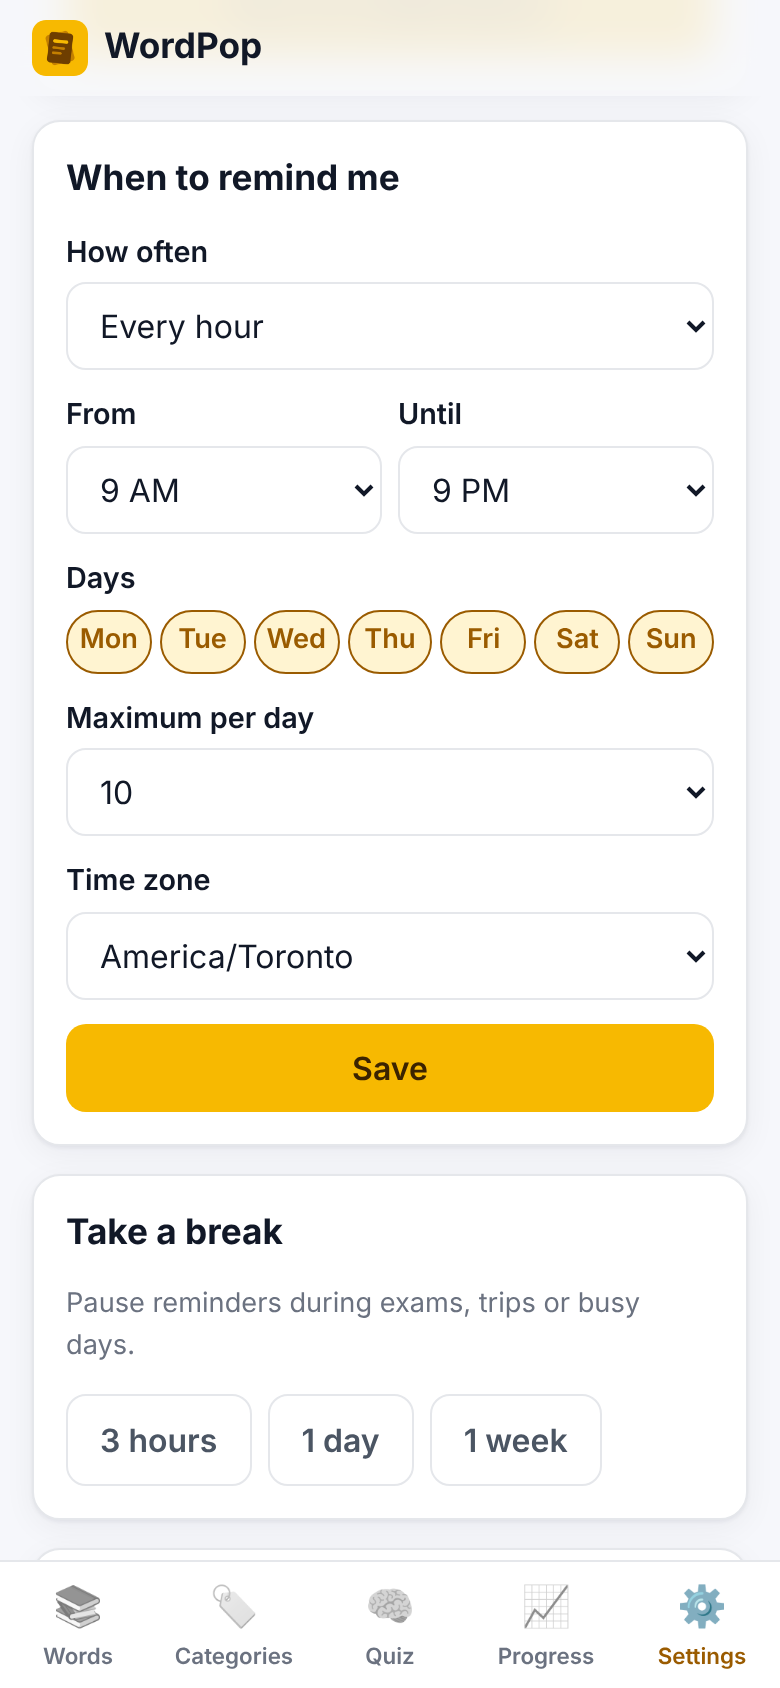 WordPop
When to remind me
How often
Every hour
From Until
9 AM 9 PM
Days
Mon Tue Wed Thu Fri Sat Sun
Maximum per day
10
Time zone
America/Toronto
Save
Take a break
Pause reminders during exams, trips or busy
days.
3 hours 1 day 1 week
Words Categories Quiz Progress Settings